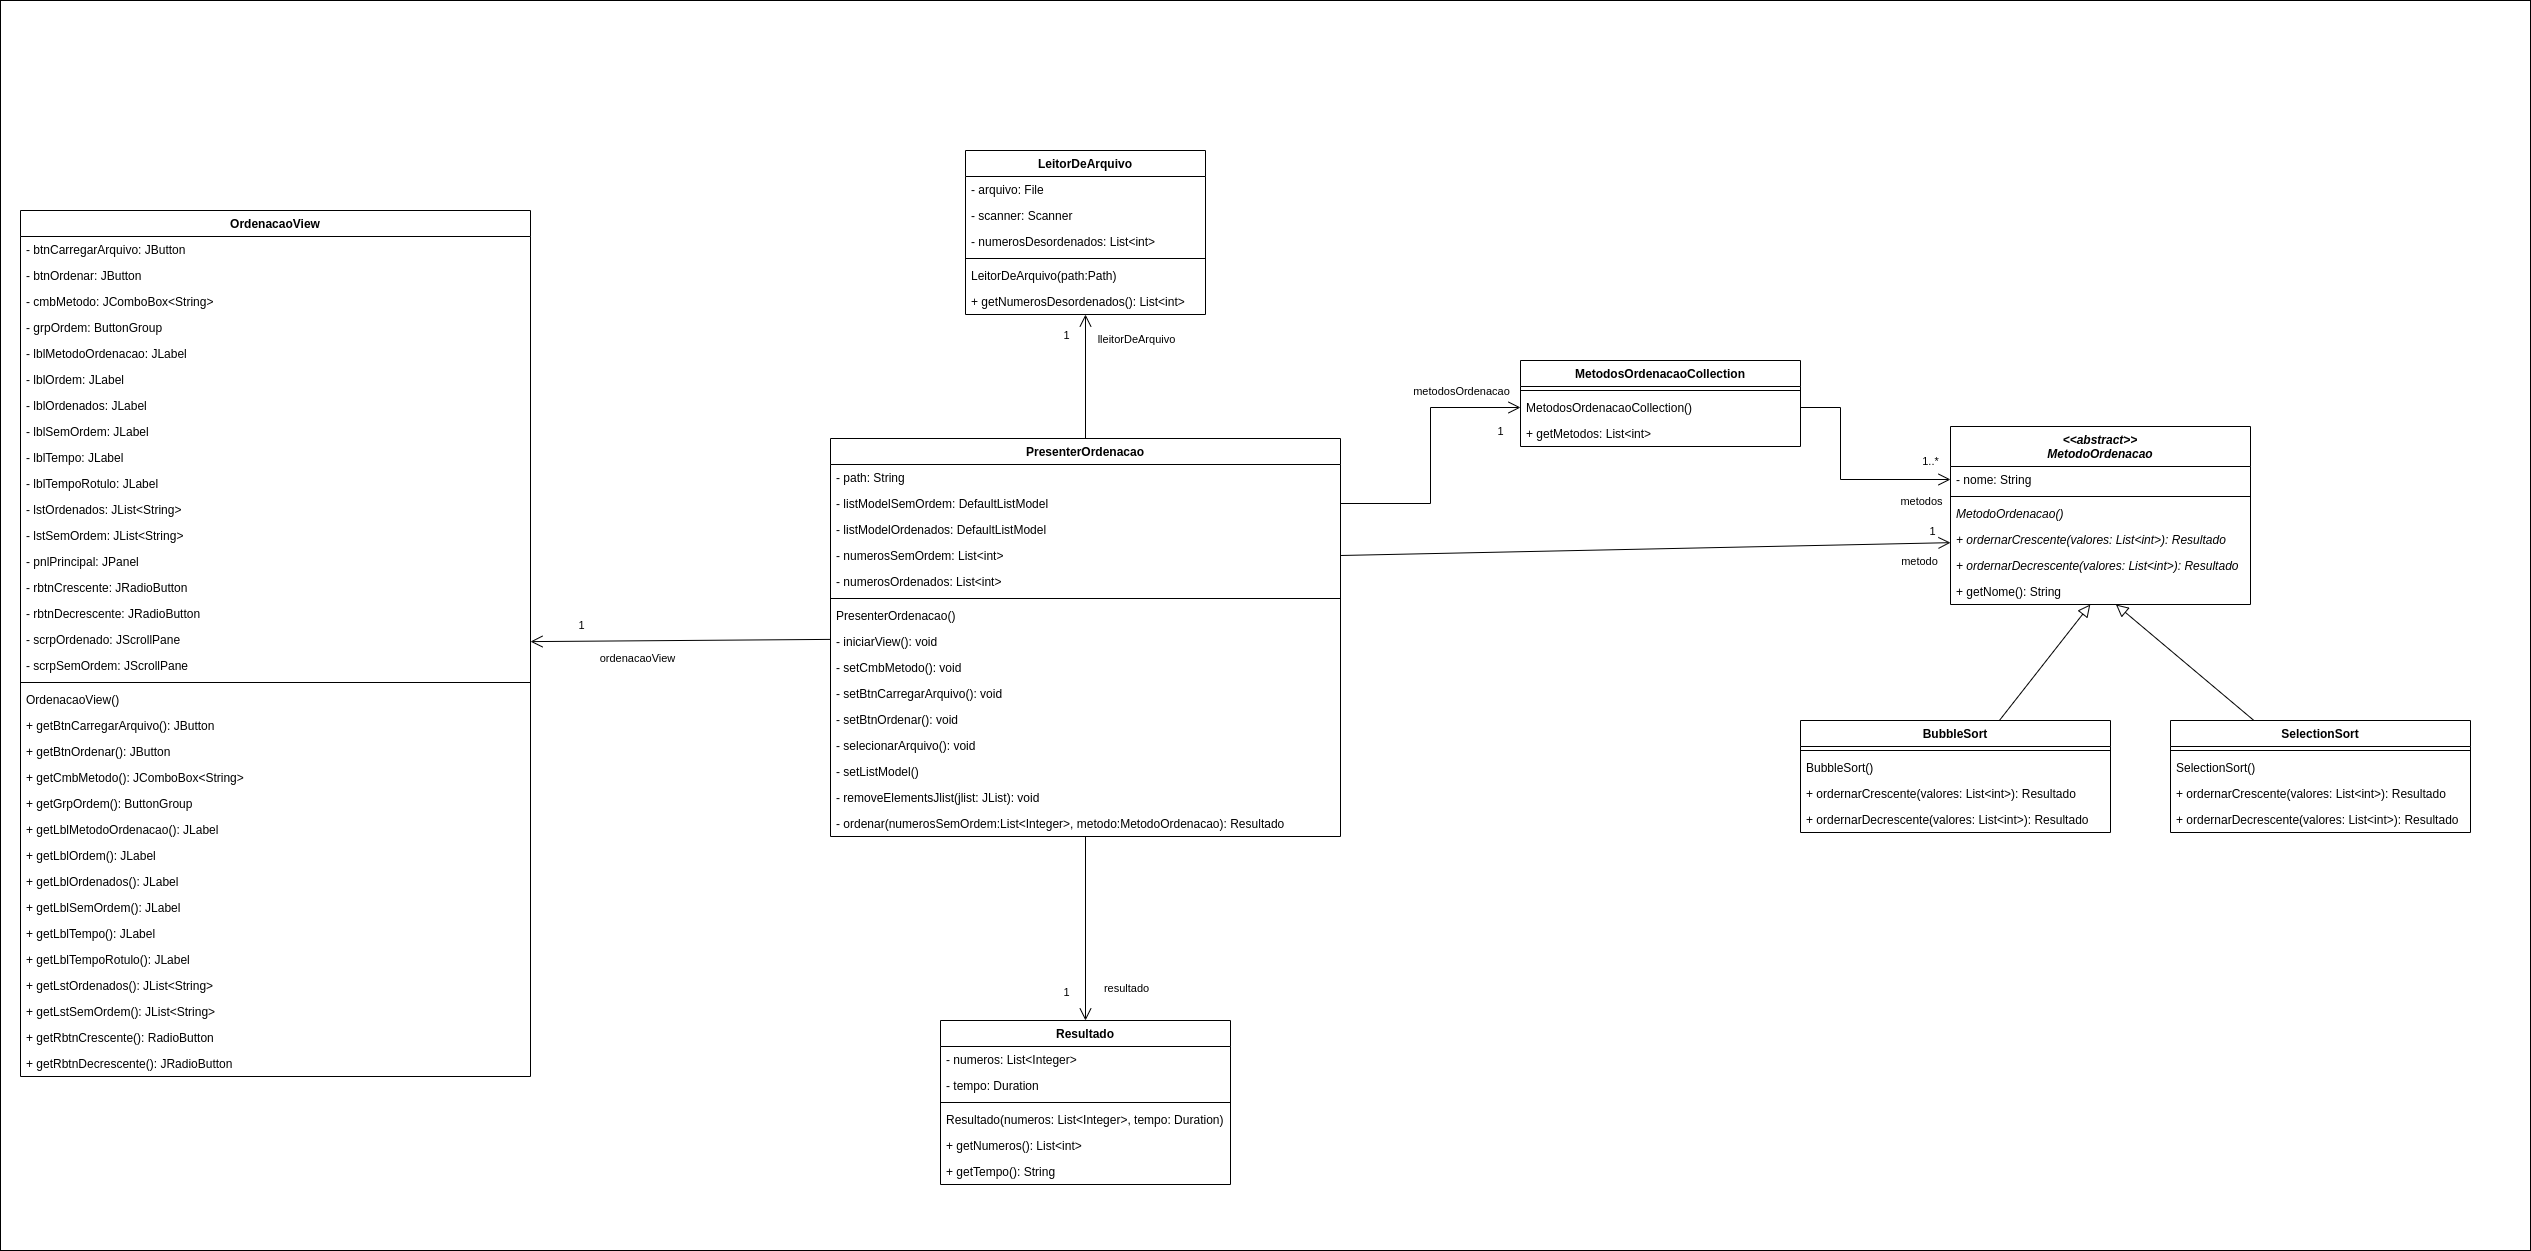 OrdenacaoView
- btnCarregarArquivo: JButton
- btnOrdenar: JButton
- cmbMetodo: JComboBox<String>
- grpOrdem: ButtonGroup
- lblMetodoOrdenacao: JLabel
- lblOrdem: JLabel
- lblOrdenados: JLabel
- lblSemOrdem: JLabel
- lblTempo: JLabel
- lblTempoRotulo: JLabel
- lstOrdenados: JList<String>
- lstSemOrdem: JList<String>
- pnlPrincipal: JPanel
- rbtnCrescente: JRadioButton
- rbtnDecrescente: JRadioButton
- scrpOrdenado: JScrollPane
- scrpSemOrdem: JScrollPane
OrdenacaoView()
+ getBtnCarregarArquivo(): JButton
+ getBtnOrdenar(): JButton
+ getCmbMetodo(): JComboBox<String>
+ getGrpOrdem(): ButtonGroup
+ getLblMetodoOrdenacao(): JLabel
+ getLblOrdem(): JLabel
+ getLblOrdenados(): JLabel
+ getLblSemOrdem(): JLabel
+ getLblTempo(): JLabel
+ getLblTempoRotulo(): JLabel
+ getLstOrdenados(): JList<String>
+ getLstSemOrdem(): JList<String>
+ getRbtnCrescente(): RadioButton
+ getRbtnDecrescente(): JRadioButton
1
ordenacaoView
LeitorDeArquivo
- arquivo: File
- scanner: Scanner
- numerosDesordenados: List<int>
LeitorDeArquivo(path:Path)
+ getNumerosDesordenados(): List<int>
1
lleitorDeArquivo
PresenterOrdenacao
- path: String
- listModelSemOrdem: DefaultListModel
- listModelOrdenados: DefaultListModel
- numerosSemOrdem: List<int>
- numerosOrdenados: List<int>
PresenterOrdenacao()
- iniciarView(): void
- setCmbMetodo(): void
- setBtnCarregarArquivo(): void
- setBtnOrdenar(): void
- selecionarArquivo(): void
- setListModel()
- removeElementsJlist(jlist: JList): void
- ordenar(numerosSemOrdem:List<Integer>, metodo:MetodoOrdenacao): Resultado
1
resultado
Resultado
- numeros: List<Integer>
- tempo: Duration
Resultado(numeros: List<Integer>, tempo: Duration)
+ getNumeros(): List<int>
+ getTempo(): String
metodosOrdenacao
1
MetodosOrdenacaoCollection
MetodosOrdenacaoCollection()
+ getMetodos: List<int>
1..*
metodos
1
metodo
<<abstract>>
MetodoOrdenacao
- nome: String
MetodoOrdenacao()
+ ordernarCrescente(valores: List<int>): Resultado
+ ordernarDecrescente(valores: List<int>): Resultado
+ getNome(): String
BubbleSort
BubbleSort()
+ ordernarCrescente(valores: List<int>): Resultado
+ ordernarDecrescente(valores: List<int>): Resultado
SelectionSort
SelectionSort()
+ ordernarCrescente(valores: List<int>): Resultado
+ ordernarDecrescente(valores: List<int>): Resultado